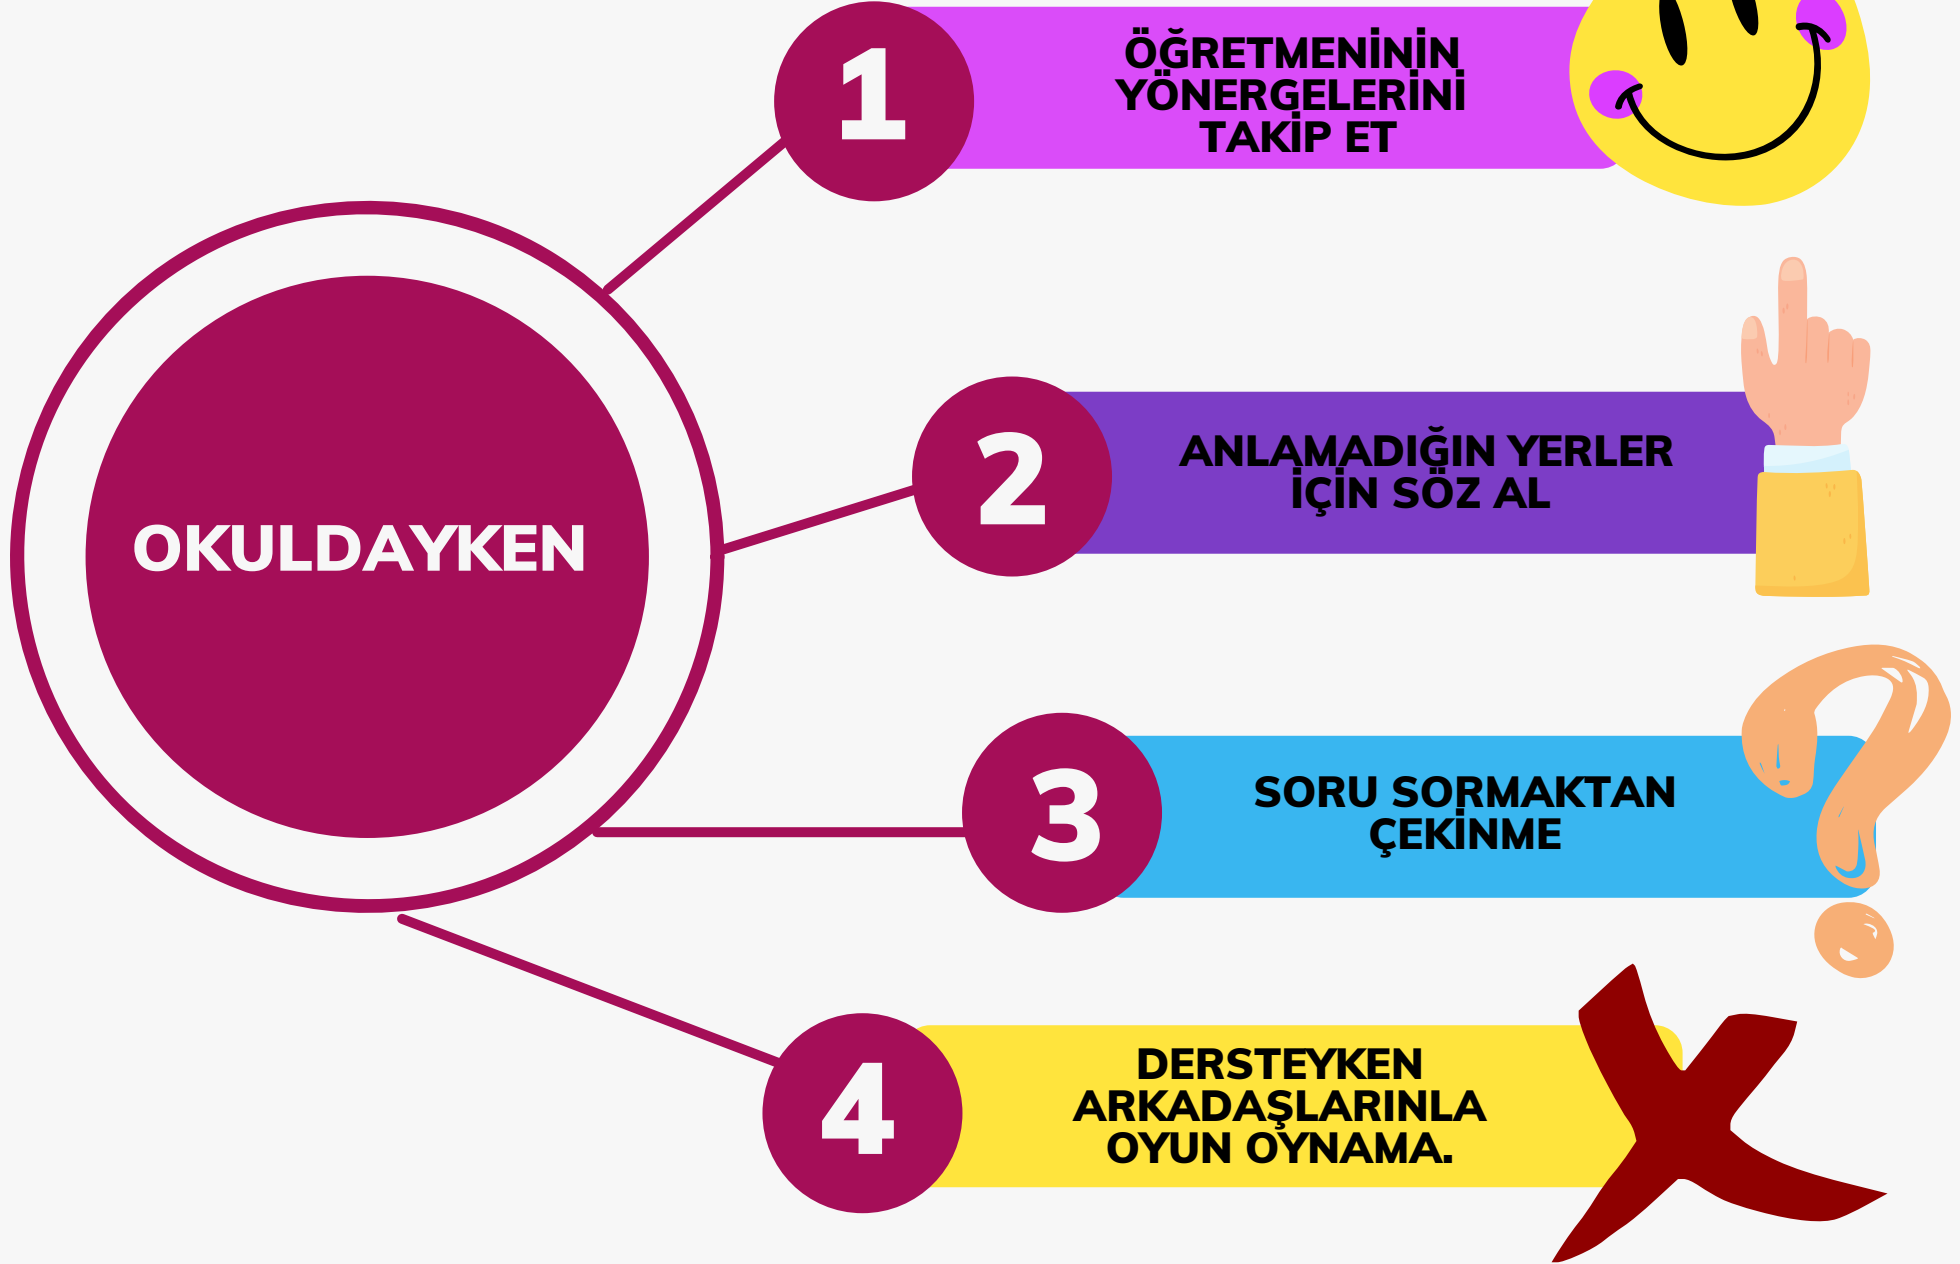 OKULDAYKEN
1
ÖĞRETMENİNİN
YÖNERGELERİNİ
TAKİP ET
2
ANLAMADIĞIN YERLER
İÇİN SÖZ AL
3
SORU SORMAKTAN
ÇEKİNME
4
DERSTEYKEN
ARKADAŞLARINLA
OYUN OYNAMA.